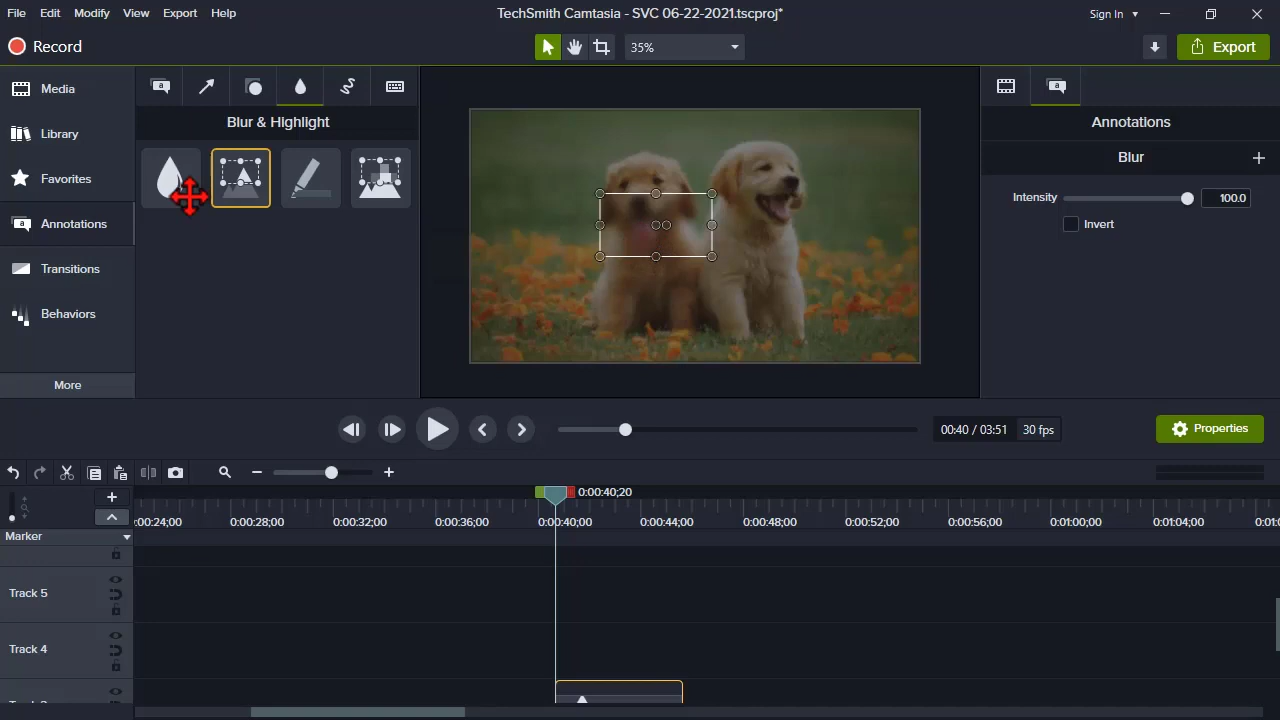 File Edit Modify View Export Help
TechSmith Camtasia - SVC 06-22-2021.tscproj*
Sign In
Record
35%
Export
Media
Library
Favorites
Annotations
Transitions
Behaviors
More
Blur & Highlight
Annotations
Blur
Intensity 100.0
Invert
00:40 / 03:51 30 fps
Properties
0:00:40;20
0:00:28;00 0:00:32;00 0:00:36;00 0:00:40;00 0:00:44;00 0:00:48;00 0:00:52;00 0:00:56;00 0:01:00;00 0:01:04;00
Marker
Track 5
Track 4